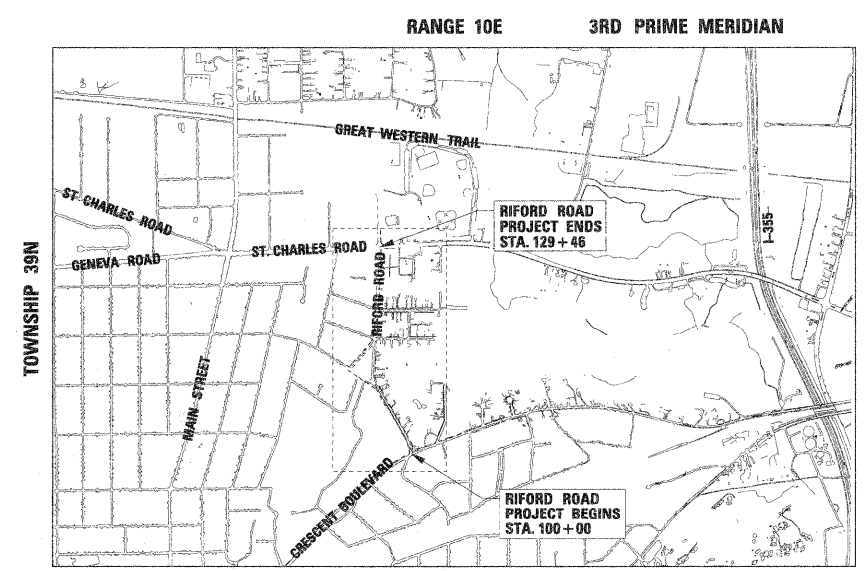 RANGE 10E 3RD PRIME MERIDIAN
GREAT WESTERN TRAIL
ST CHARLES ROAD
RIFORD ROAD
PROJECT ENDS
STA. 129+46
I-355
TOWNSHIP 39N
GENEVA ROAD
ST. CHARLES ROAD
RIFORD ROAD
MAIN STREET
CRESCENT BOULEVARD
RIFORD ROAD
PROJECT BEGINS
STA. 100+00